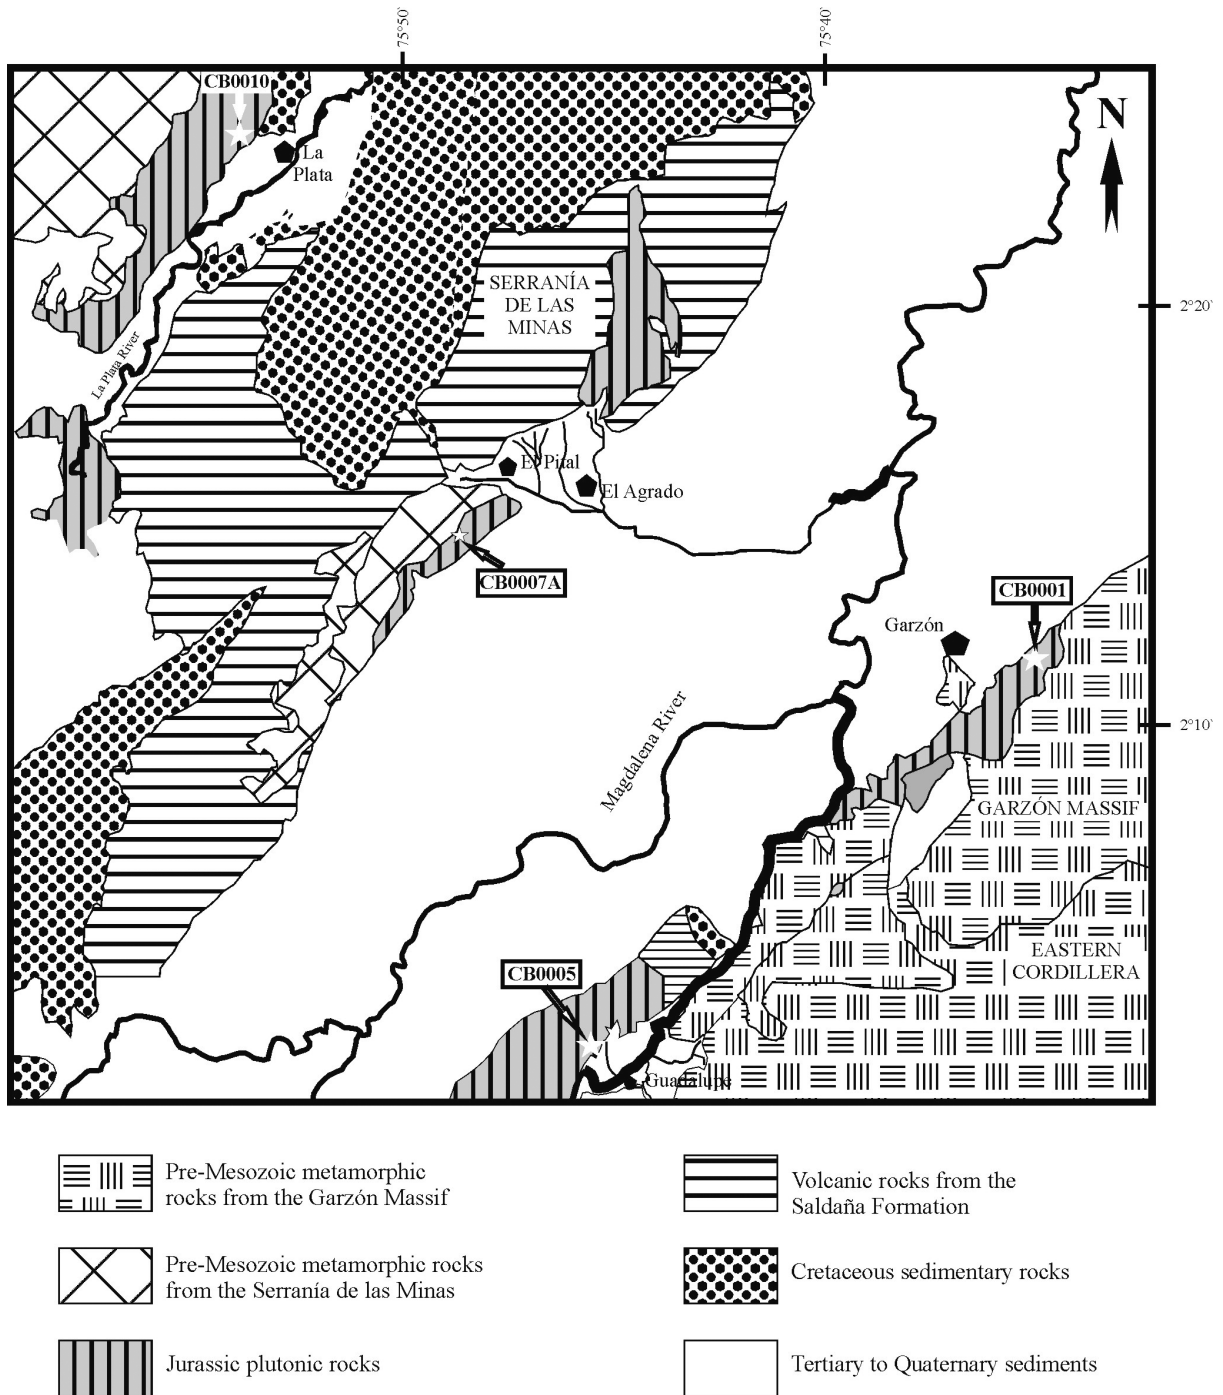 75°50'
75°40'
CB0010
N
La
Plata
SERRANÍA
DE LAS
MINAS
2°20'
La Plata River
El Pital
El Agrado
CB0007A
CB0001
Garzón
Magdalena River
2°10'
GARZÓN MASSIF
EASTERN
CORDILLERA
CB0005
Guadalupe
Pre-Mesozoic metamorphic
rocks from the Garzón Massif
Volcanic rocks from the
Saldaña Formation
Pre-Mesozoic metamorphic rocks
from the Serranía de las Minas
Cretaceous sedimentary rocks
Jurassic plutonic rocks
Tertiary to Quaternary sediments